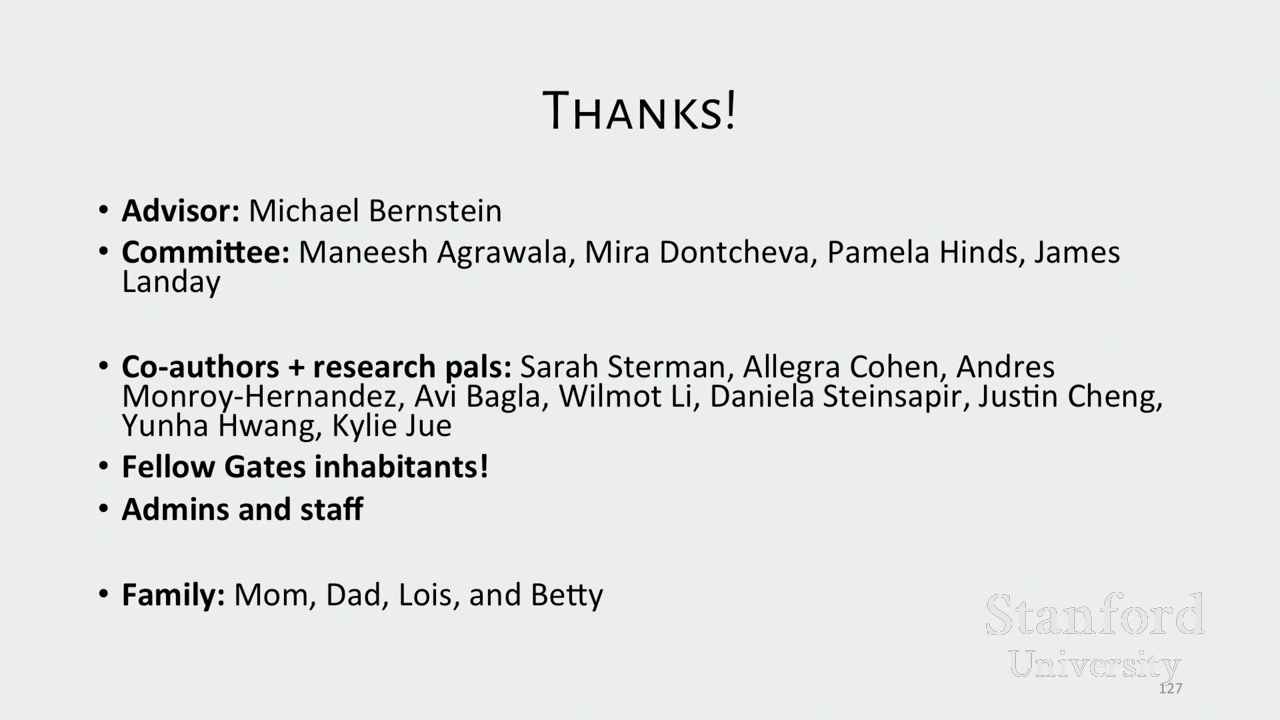 THANKS!
• Advisor: Michael Bernstein
• Committee: Maneesh Agrawala, Mira Dontcheva, Pamela Hinds, James
Landay
• Co-authors + research pals: Sarah Sterman, Allegra Cohen, Andres
Monroy-Hernandez, Avi Bagla, Wilmot Li, Daniela Steinsapir, Justin Cheng,
Yunha Hwang, Kylie Jue
• Fellow Gates inhabitants!
• Admins and staff
• Family: Mom, Dad, Lois, and Betty
Stanford
University
127